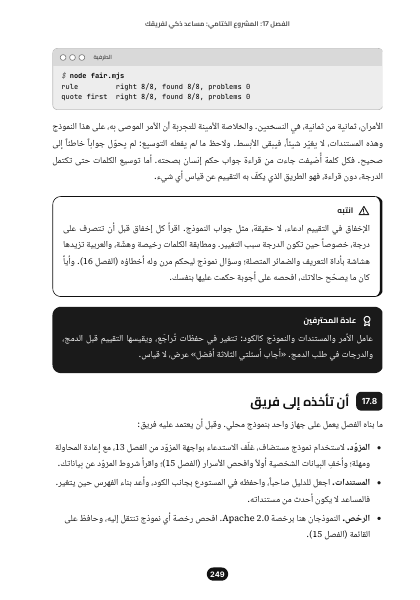 الفصل 17: المشروع الختامي: مساعد ذكي لفريقك
الطرفية
$ node fair.mjs
rule right 8/8, found 8/8, problems 0
quote first right 8/8, found 8/8, problems 0
الأمران، ثمانية من ثمانية، في النسختين. والخلاصة الأمينة للتجربة أن الأمر الموصى به، على هذا النموذج
وهذه المستندات، لا يغيّر شيئاً، فيبقى الأبسط. ولاحظ ما لم يفعله التوسيع: لم يحوّل جواباً خاطئاً إلى
صحيح. فكل كلمة أُضيفت جاءت من قراءة جواب حكم إنسان بصحته. أما توسيع الكلمات حتى تكتمل
الدرجة، دون قراءة، فهو الطريق الذي يكفّ به التقييم عن قياس أي شيء.
انتبه
الإخفاق في التقييم ادعاء، لا حقيقة، مثل جواب النموذج. اقرأ كل إخفاق قبل أن تتصرف على
درجة، خصوصاً حين تكون الدرجة سبب التغيير. ومطابقة الكلمات رخيصة وهشّة، والعربية تزيدها
هشاشة بأداة التعريف والضمائر المتصلة؛ وسؤال نموذج ليحكم مرن وله أخطاؤه (الفصل 16). وأياً
كان ما يصحّح حالاتك، افحصه على أجوبة حكمت عليها بنفسك.
عادة المحترفين
عامل الأمر والمستندات والنموذج كالكود: تتغير في حفظات تُراجَع، ويقيسها التقييم قبل الدمج،
والدرجات في طلب الدمج. «أجاب أسئلتي الثلاثة أفضل» عرض، لا قياس.
17.8 أن تأخذه إلى فريق
ما بناه الفصل يعمل على جهاز واحد بنموذج محلي. وقبل أن يعتمد عليه فريق:
• المزوّد. لاستخدام نموذج مستضاف، غلّف الاستدعاء بواجهة المزوّد من الفصل 13، مع إعادة المحاولة
ومهلة؛ وأخفِ البيانات الشخصية أولاً وافحص الأسرار (الفصل 15)؛ واقرأ شروط المزوّد عن بياناتك.
• المستندات. اجعل للدليل صاحباً، واحفظه في المستودع بجانب الكود، وأعد بناء الفهرس حين يتغير.
فالمساعد لا يكون أحدث من مستنداته.
• الرخص. النموذجان هنا برخصة Apache 2.0. افحص رخصة أي نموذج تنتقل إليه، وحافظ على
القائمة (الفصل 15).
249